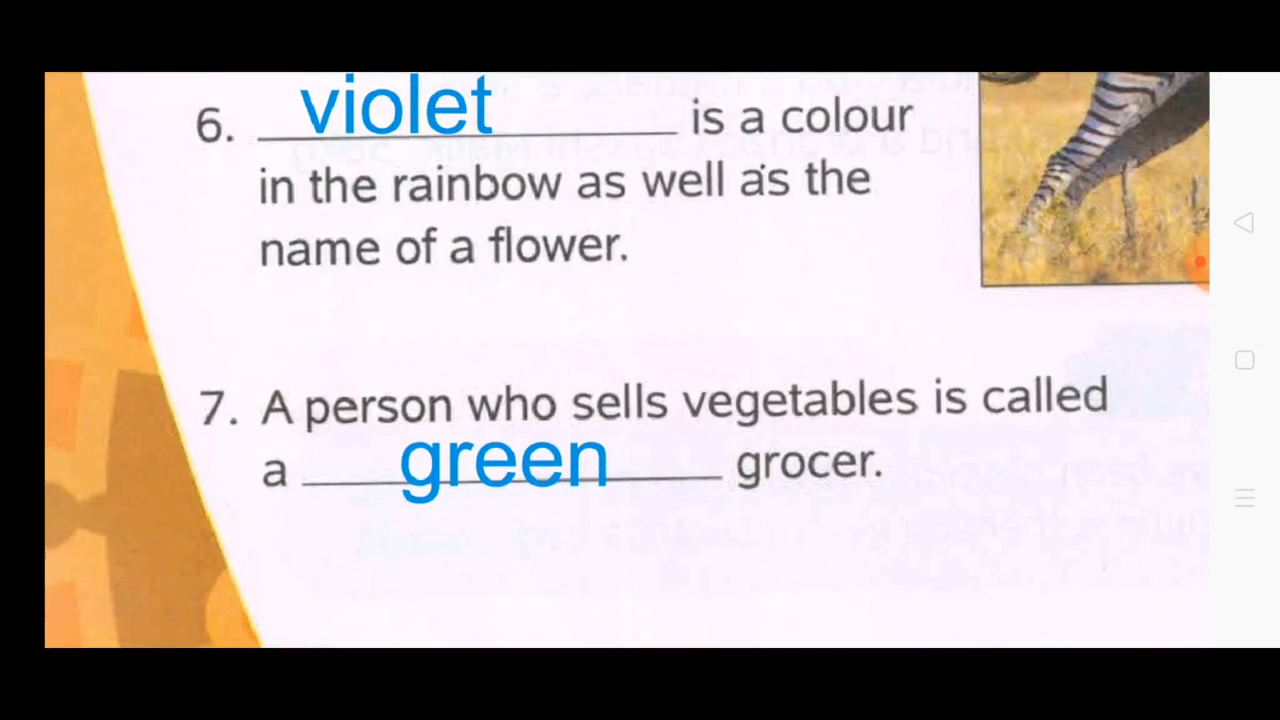 6. violet is a colour
in the rainbow as well as the
name of a flower.
7. A person who sells vegetables is called
a green grocer.